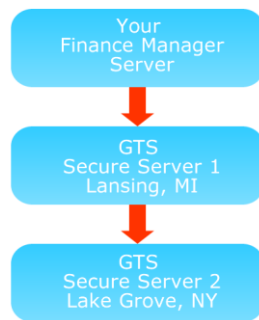 Your
Finance Manager
Server
GTS
Secure Server 1
Lansing, MI
GTS
Secure Server 2
Lake Grove, NY